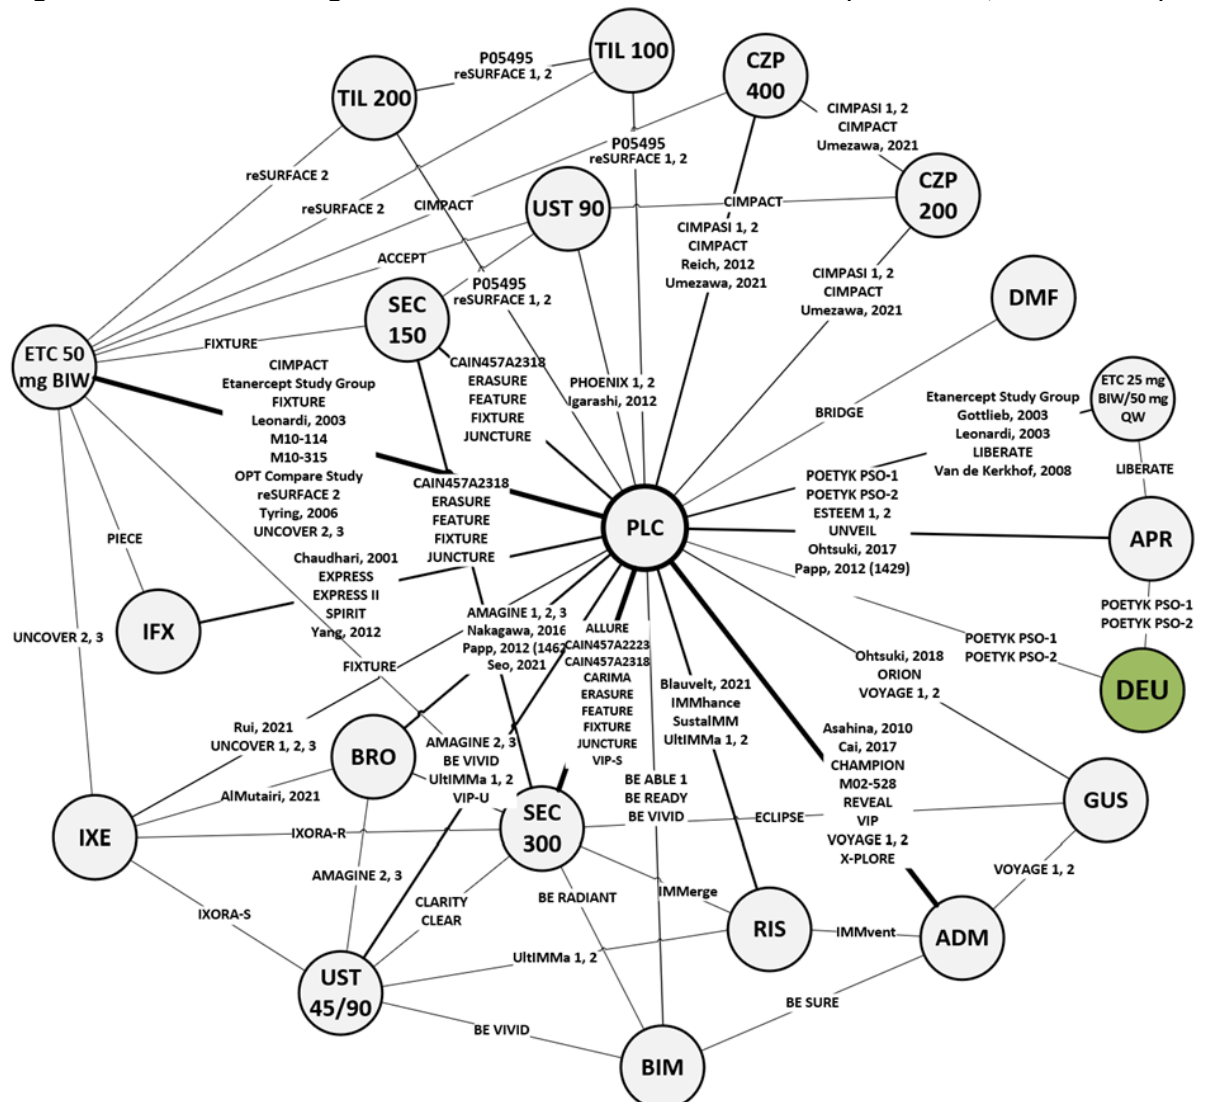 TIL 100
P05495
reSURFACE 1, 2
TIL 200
CZP
400
CIMPASI 1, 2
CIMPACT
Umezawa, 2021
P05495
reSURFACE 1, 2
reSURFACE 2
reSURFACE 2
CIMPACT
UST 90
CIMPACT
CZP
200
CIMPASI 1, 2
CIMPACT
Reich, 2012
Umezawa, 2021
ACCEPT
P05495
reSURFACE 1, 2
CIMPASI 1, 2
CIMPACT
Umezawa, 2021
DMF
SEC
150
ETC 50
mg BIW
FIXTURE
CIMPACT
Etanercept Study Group
FIXTURE
Leonardi, 2003
M10-114
M10-315
OPT Compare Study
reSURFACE 2
Tyring, 2006
UNCOVER 2, 3
CAIN457A2318
ERASURE
FEATURE
FIXTURE
JUNCTURE
PHOENIX 1, 2
Igarashi, 2012
BRIDGE
Etanercept Study Group
Gottlieb, 2003
Leonardi, 2003
LIBERATE
Van de Kerkhof, 2008
ETC 25 mg
BIW/50 mg
QW
LIBERATE
CAIN457A2318
ERASURE
FEATURE
FIXTURE
JUNCTURE
PLC
POETYK PSO-1
POETYK PSO-2
ESTEEM 1, 2
UNVEIL
Ohtsuki, 2017
Papp, 2012 (1429)
APR
PIECE
Chaudhari, 2001
EXPRESS
EXPRESS II
SPIRIT
Yang, 2012
IFX
UNCOVER 2, 3
FIXTURE
AMAGINE 1, 2, 3
Nakagawa, 2016
Papp, 2012 (1462
Seo, 2021
ALLURE
CAIN457A2223
CAIN457A2318
CARIMA
ERASURE
FEATURE
FIXTURE
JUNCTURE
VIP-S
POETYK PSO-1
POETYK PSO-2
POETYK PSO-1
POETYK PSO-2
DEU
Ohtsuki, 2018
ORION
VOYAGE 1, 2
Blauvelt, 2021
IMMhance
SustaIMM
UltIMMa 1, 2
Rui, 2021
UNCOVER 1, 2, 3
BRO
AMAGINE 2, 3
BE VIVID
UltIMMa 1, 2
VIP-U
BE ABLE 1
BE READY
BE VIVID
Asahina, 2010
Cai, 2017
CHAMPION
M02-528
REVEAL
VIP
VOYAGE 1, 2
X-PLORE
AlMutairi, 2021
IXE
IXORA-R
SEC
300
ECLIPSE
GUS
AMAGINE 2, 3
CLARITY
CLEAR
BE RADIANT
IMMerge
VOYAGE 1, 2
IXORA-S
RIS
IMMvent
ADM
UltIMMa 1, 2
UST
45/90
BE VIVID
BE SURE
BIM